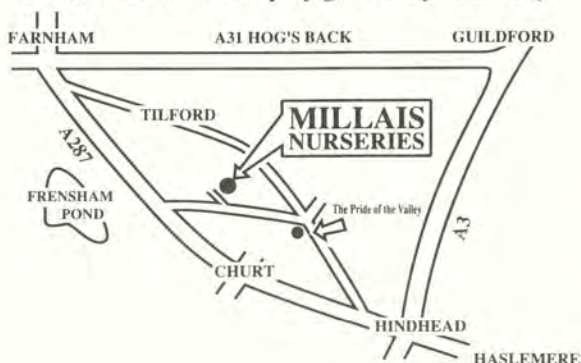 FARNHAM
A31 HOG'S BACK
GUILDFORD
TILFORD
MILLAIS
NURSERIES
A287
FRENSHAM
POND
The Pride of the Valley
A3
CHURT
HINDHEAD
HASLEMERE